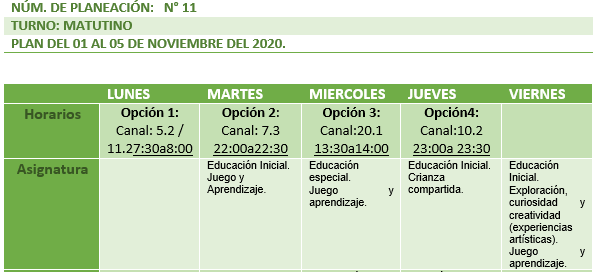 NÚM. DE PLANEACIÓN: N° 11
TURNO: MATUTINO
PLAN DEL 01 AL 05 DE NOVIEMBRE DEL 2020.
LUNES MARTES MIERCOLES JUEVES VIERNES
Horarios
Opción 1:
Canal: 5.2 /
11.27:30a8:00
Opción 2:
Canal: 7.3
22:00a22:30
Opción 3:
Canal:20.1
13:30a14:00
Opción4:
Canal:10.2
23:00a 23:30
Asignatura
Educación Inicial.
Juego y
Aprendizaje.
Educación
especial.
Juego y
aprendizaje.
Educación Inicial.
Crianza
compartida.
Educación
Inicial.
Exploración,
curiosidad y
creatividad
(experiencias
artísticas).
Juego y
aprendizaje.